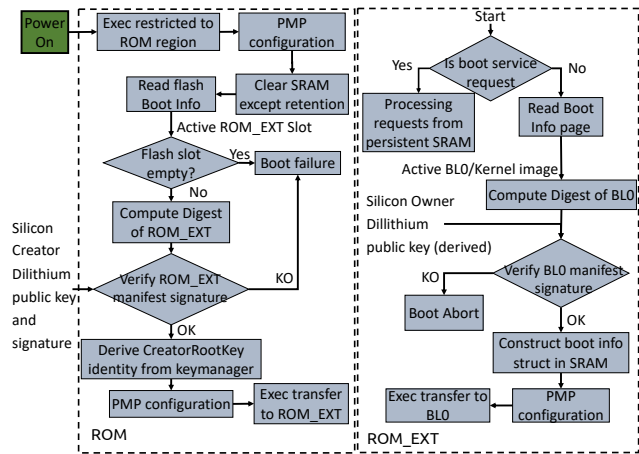 Power
On
Exec restricted to
ROM region
PMP
configuration
Read flash
Boot Info
Clear SRAM
except retention
Active ROM_EXT Slot
Flash slot
empty?
Yes
Boot failure
No
Compute Digest
of ROM_EXT
Silicon
Creator
Dilithium
public key
and
signature
Verify ROM_EXT
manifest signature
KO
OK
Derive CreatorRootKey
identity from keymanager
PMP configuration
Exec transfer
to ROM_EXT
ROM
Start
Is boot service
request
Yes
No
Processing
requests from
persistent SRAM
Read Boot
Info page
Active BL0/Kernel image
Compute Digest of BL0
Silicon Owner
Dillithium
public key (derived)
Verify BL0 manifest
signature
KO
Boot Abort
OK
Construct boot info
struct in SRAM
Exec transfer to
BL0
PMP
configuration
ROM_EXT